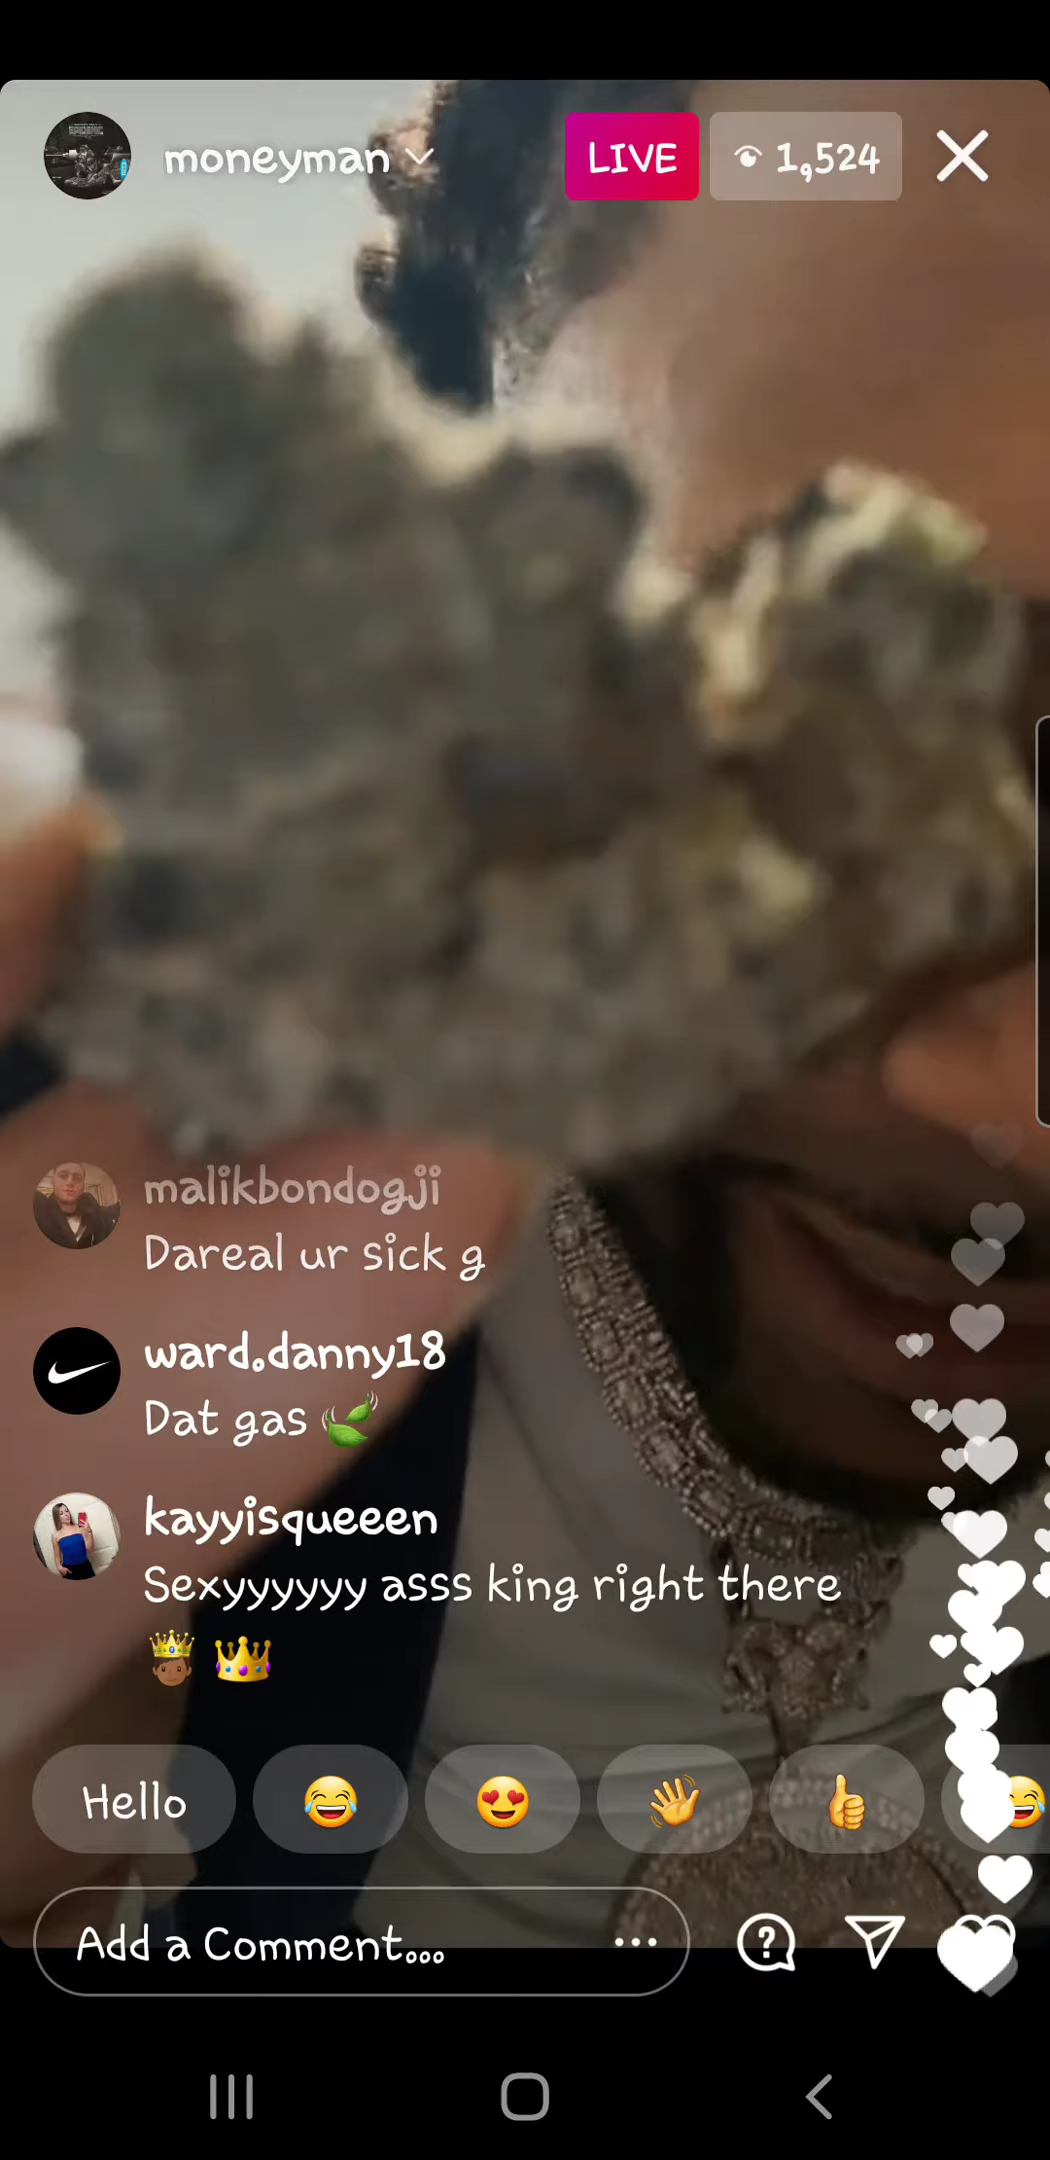 moneyman
LIVE
1,524
malikbondogji
Dareal ur sick g
ward.danny18
Dat gas
kayyisqueeen
Sexyyyyyy asss king right there
Hello
Add a Comment...